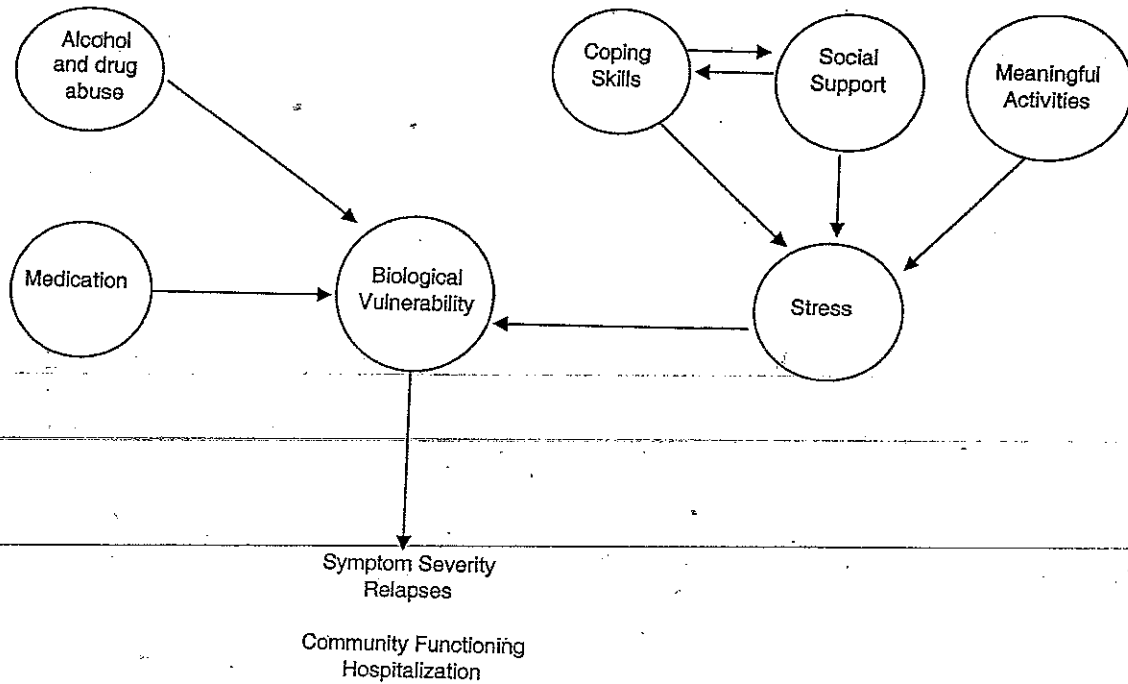 Alcohol
and drug
abuse
Coping
Skills
Social
Support
Meaningful
Activities
Medication
Biological
Vulnerability
Stress
Symptom Severity
Relapses
Community Functioning
Hospitalization